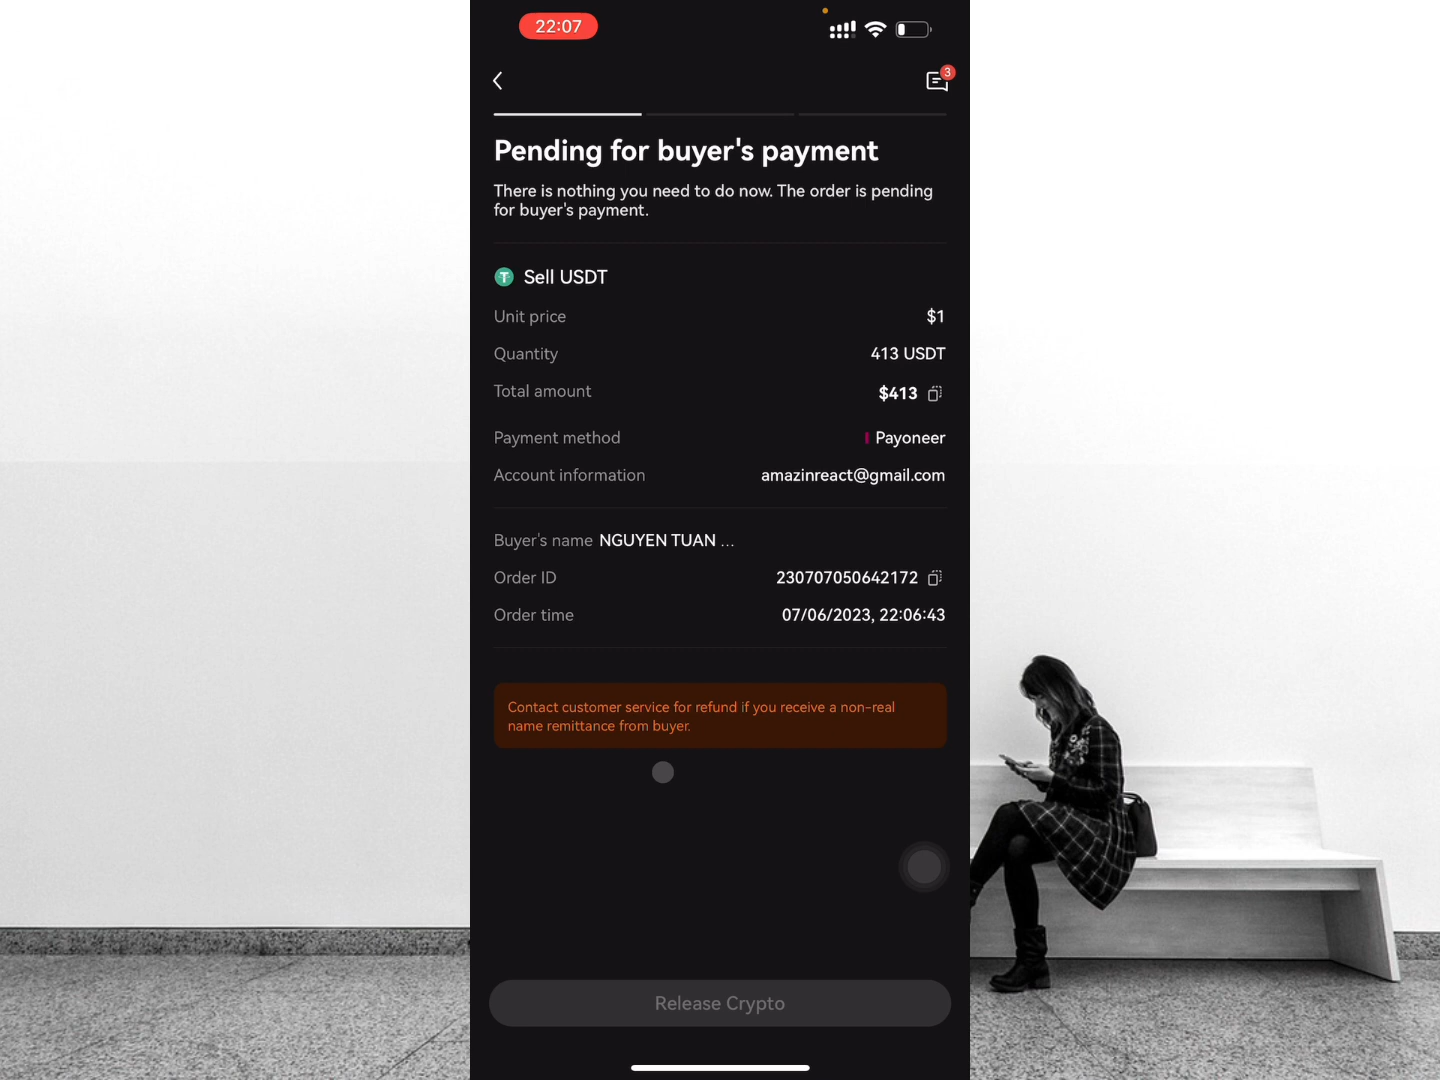 22:07
3
Pending for buyer's payment
There is nothing you need to do now. The order is pending
for buyer's payment.
Sell USDT
Unit price $1
Quantity 413 USDT
Total amount $413
Payment method Payoneer
Account information amazinreact@gmail.com
Buyer's name NGUYEN TUAN ...
Order ID 230707050642172
Order time 07/06/2023, 22:06:43
Contact customer service for refund if you receive a non-real
name remittance from buyer.
Release Crypto